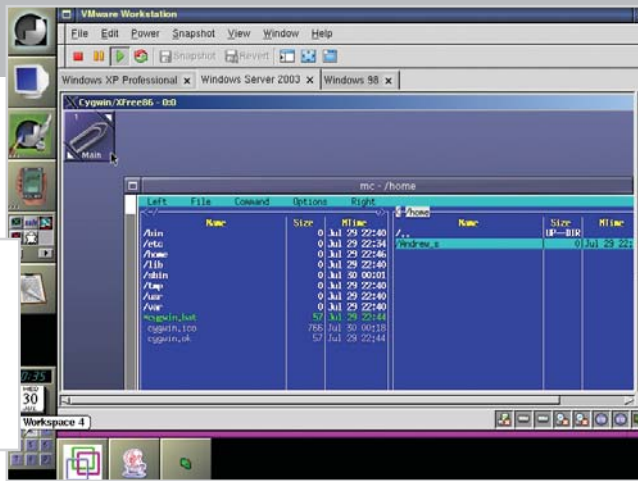 VMware Workstation
File Edit Power Snapshot View Window Help
Snapshot Revert
Windows XP Professional × Windows Server 2003 × Windows 98 ×
Cygwin/XFree86 - 0:0
1
Main
mc - /home
Left File Command Options Right
/home
Name Size MTime Name Size MTime
/bin 0 Jul 29 22:40 /.. UP--DIR
/etc 0 Jul 29 22:34 /Andrew_s 0 Jul 29 22:
/home 0 Jul 29 22:46
/lib 0 Jul 29 22:40
/sbin 0 Jul 30 00:01
/tmp 0 Jul 29 22:40
/usr 0 Jul 29 22:40
/var 0 Jul 29 22:44
*cygwin.bat 57 Jul 29 22:44
cygwin.ico 766 Jul 30 00:18
cygwin.ok 57 Jul 29 22:44
WED
30
JUL
Workspace 4